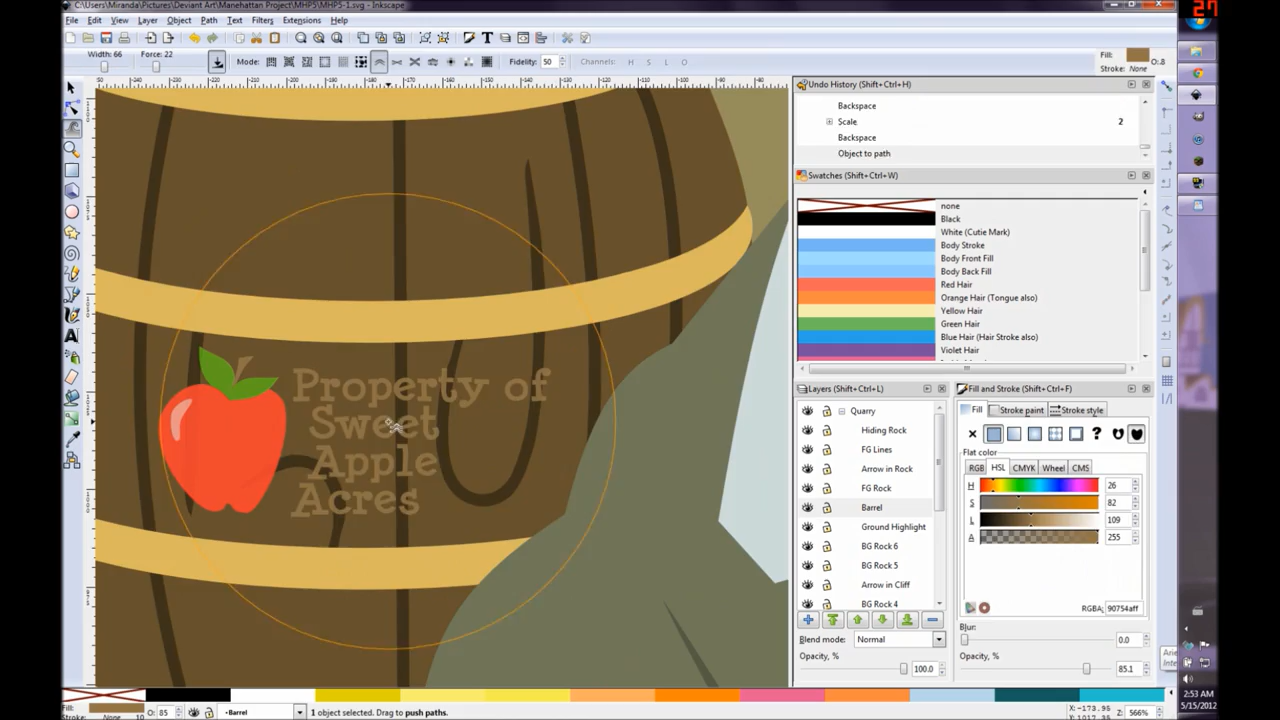 C:\Users\Miranda\Pictures\Deviant Art\Manehattan Project\MHP5\MHP5-1.svg - Inkscape
27
File Edit View Layer Object Path Text Filters Extensions Help
Width: 66 Force: 22 Mode: Fidelity: 50 Channels: H S L O
Fill: Stroke: None O:.8
Undo History (Shift+Ctrl+H)
Backspace
Scale 2
Backspace
Object to path
Swatches (Shift+Ctrl+W)
none
Black
White (Cutie Mark)
Body Stroke
Body Front Fill
Body Back Fill
Red Hair
Orange Hair (Tongue also)
Yellow Hair
Green Hair
Blue Hair (Hair Stroke also)
Violet Hair
Property of
Sweet
Apple
Acres
Layers (Shift+Ctrl+L)
Quarry
Hiding Rock
FG Lines
Arrow in Rock
FG Rock
Barrel
Ground Highlight
BG Rock 6
BG Rock 5
Arrow in Cliff
BG Rock 4
Blend mode: Normal
Opacity, % 100.0
Fill and Stroke (Shift+Ctrl+F)
Fill Stroke paint Stroke style
Flat color
RGB HSL CMYK Wheel CMS
H 26
S 82
L 109
A 255
RGBA: 90754aff
Blur: 0.0
Opacity, % 85.1
Fill: Stroke: None O: 85 Barrel 1 object selected. Drag to push paths.
X: -173.95
Z: 566%
2:53 AM
5/15/2012